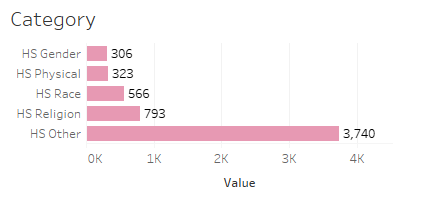 Category
HS Gender 306
HS Physical 323
HS Race 566
HS Religion 793
HS Other 3,740
0K 1K 2K 3K 4K
Value